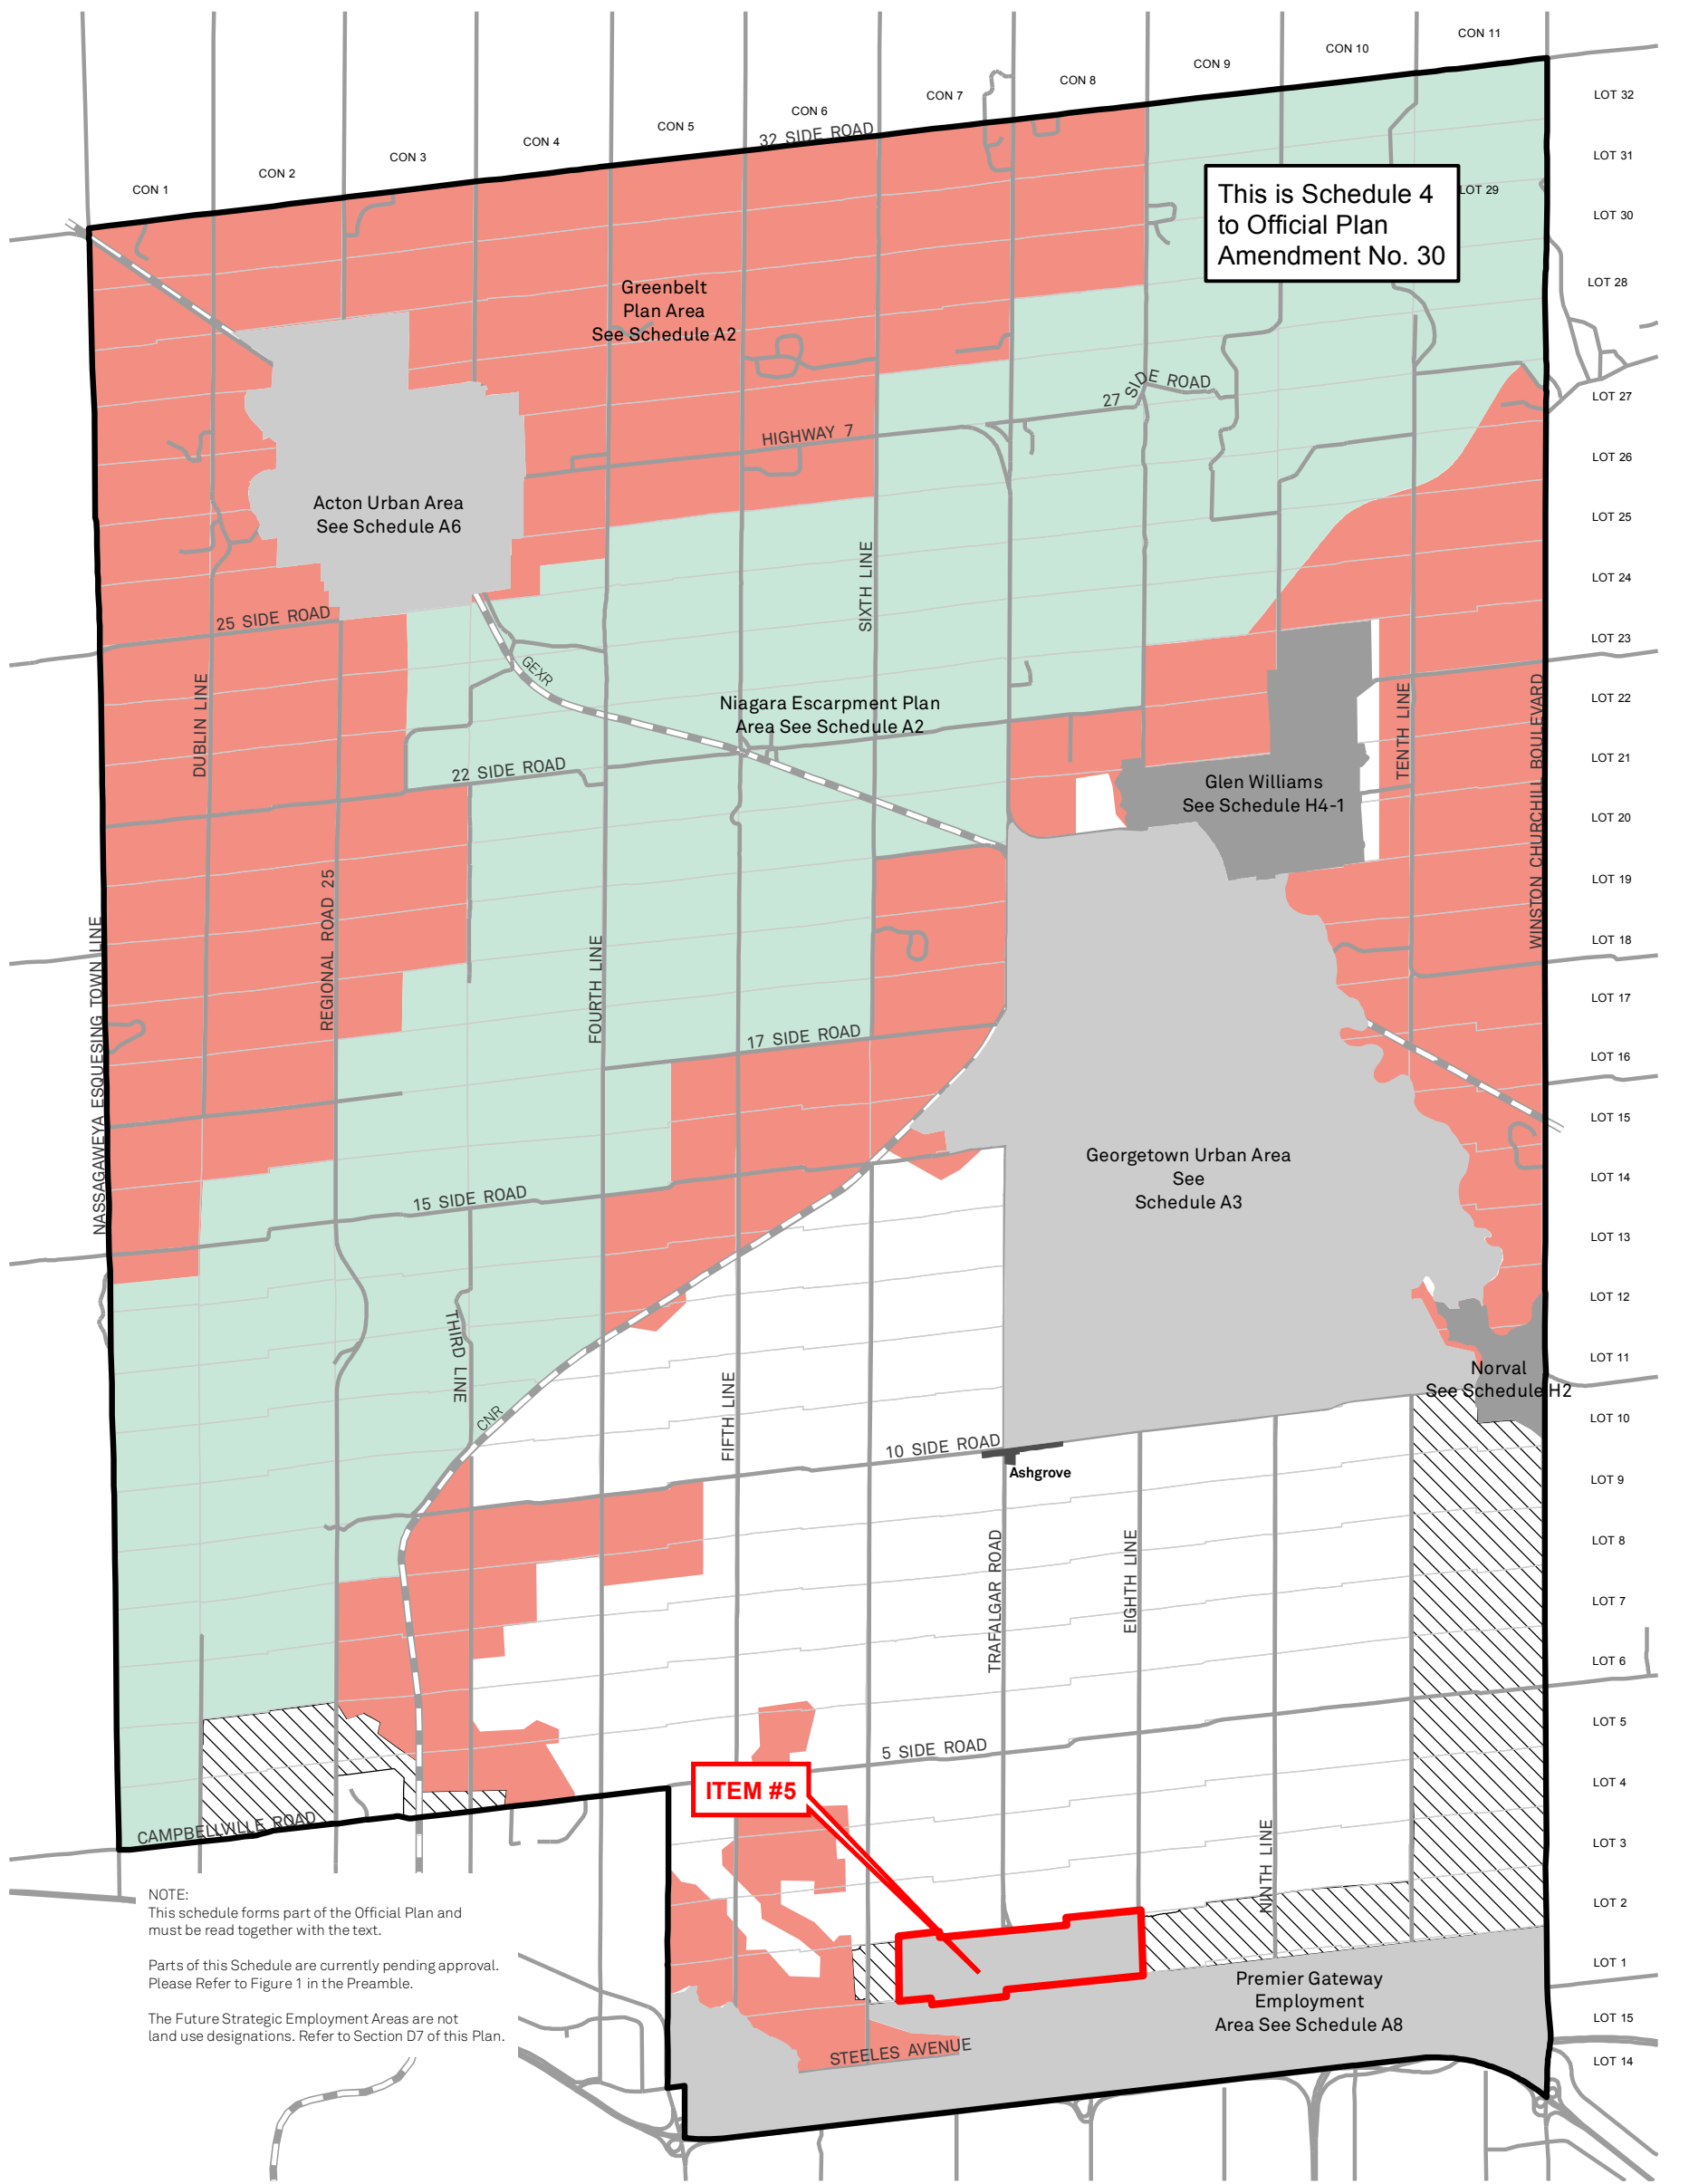 CON 11
CON 10
CON 9
CON 8
CON 7
CON 6
CON 5
CON 4
CON 3
CON 2
CON 1
32 SIDE ROAD
This is Schedule 4
to Official Plan
Amendment No. 30
LOT 29
LOT 32
LOT 31
LOT 30
LOT 28
LOT 27
LOT 26
LOT 25
LOT 24
LOT 23
LOT 22
LOT 21
LOT 20
LOT 19
LOT 18
LOT 17
LOT 16
LOT 15
LOT 14
LOT 13
LOT 12
LOT 11
LOT 10
LOT 9
LOT 8
LOT 7
LOT 6
LOT 5
LOT 4
LOT 3
LOT 2
LOT 1
LOT 15
LOT 14
Greenbelt
Plan Area
See Schedule A2
27 SIDE ROAD
HIGHWAY 7
Acton Urban Area
See Schedule A6
SIXTH LINE
25 SIDE ROAD
GEXR
DUBLIN LINE
Niagara Escarpment Plan
Area See Schedule A2
TENTH LINE
WINSTON CHURCHILL BOULEVARD
22 SIDE ROAD
Glen Williams
See Schedule H4-1
REGIONAL ROAD 25
NASSAGAWEYA ESQUESING TOWN LINE
FOURTH LINE
17 SIDE ROAD
Georgetown Urban Area
See
Schedule A3
15 SIDE ROAD
THIRD LINE
CNR
FIFTH LINE
Norval
See Schedule H2
10 SIDE ROAD
Ashgrove
TRAFALGAR ROAD
EIGHTH LINE
5 SIDE ROAD
ITEM #5
NINTH LINE
CAMPBELLVILLE ROAD
Premier Gateway
Employment
Area See Schedule A8
STEELES AVENUE
NOTE:
This schedule forms part of the Official Plan and
must be read together with the text.
Parts of this Schedule are currently pending approval.
Please Refer to Figure 1 in the Preamble.
The Future Strategic Employment Areas are not
land use designations. Refer to Section D7 of this Plan.